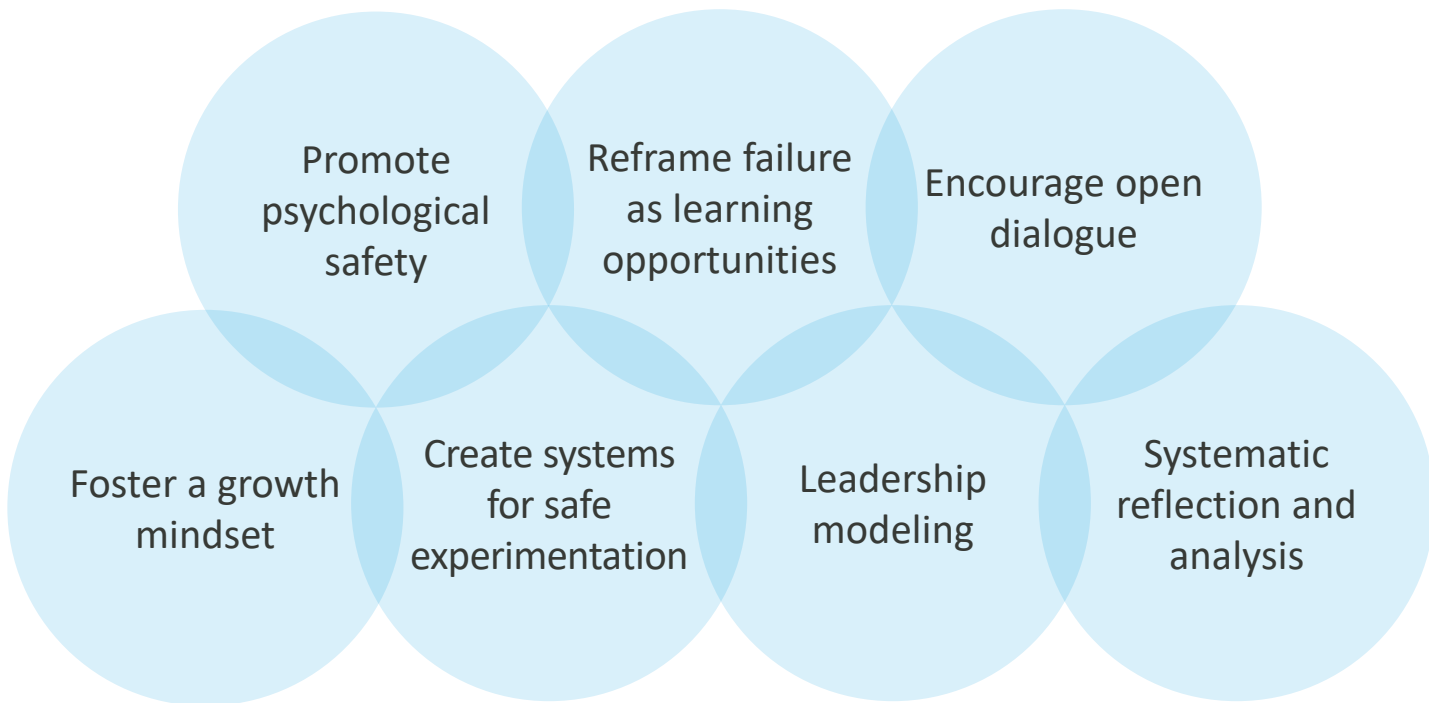 Promote
psychological
safety
Reframe failure
as learning
opportunities
Encourage open
dialogue
Foster a growth
mindset
Create systems
for safe
experimentation
Leadership
modeling
Systematic
reflection and
analysis